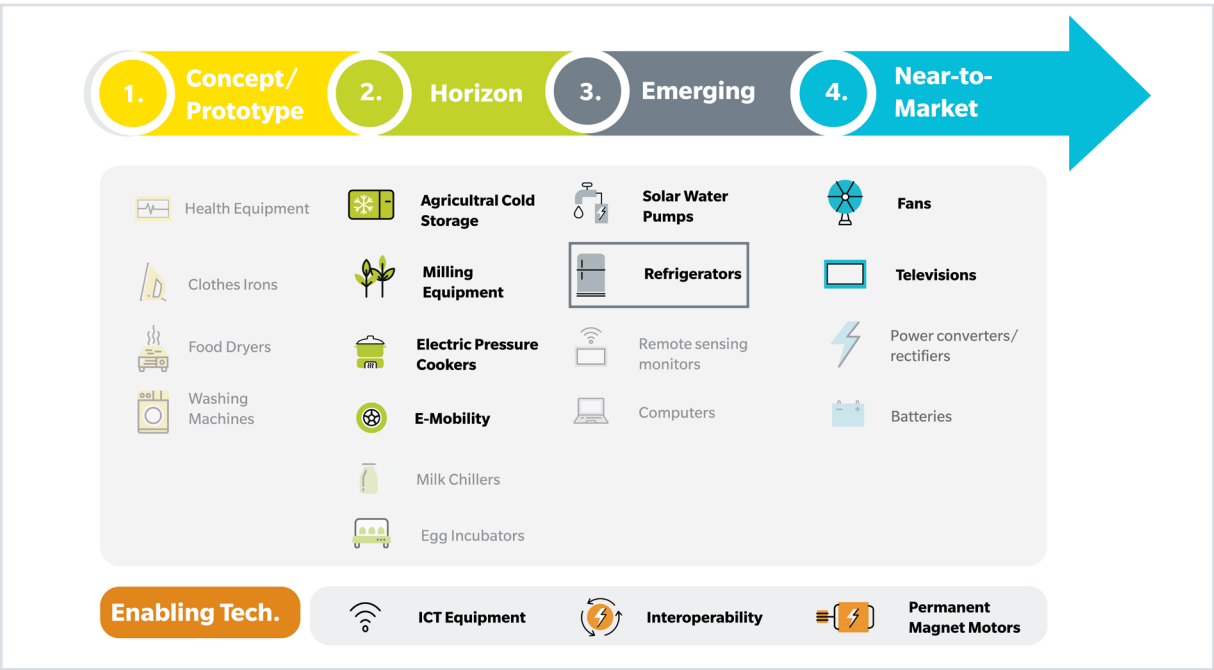 1.
Concept/
Prototype
2.
Horizon
3.
Emerging
4.
Near-to-
Market
Health Equipment
Clothes Irons
Food Dryers
Washing
Machines
Agricultral Cold
Storage
Milling
Equipment
Electric Pressure
Cookers
E-Mobility
Milk Chillers
Egg Incubators
Solar Water
Pumps
Refrigerators
Remote sensing
monitors
Computers
Fans
Televisions
Power converters/
rectifiers
Batteries
Enabling Tech.
ICT Equipment
Interoperability
Permanent
Magnet Motors